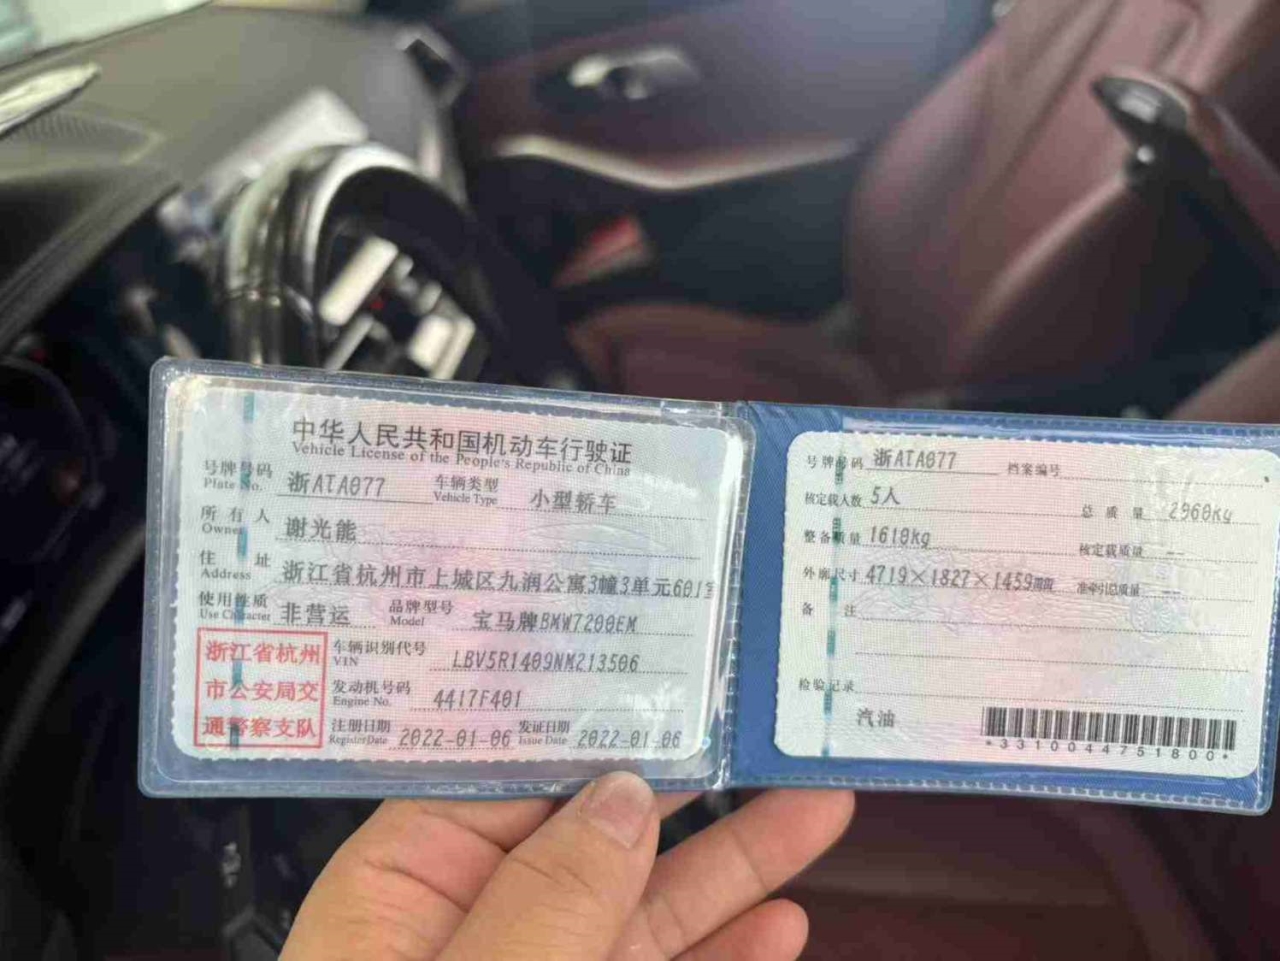 中华人民共和国机动车行驶证
Vehicle License of the People's Republic of China
号牌号码 浙ATA077 车辆类型 小型轿车
Plate No. Vehicle Type
所有人 谢光能
Owner
住址 浙江省杭州市上城区九润公寓3幢3单元601室
Address
使用性质 非营运 品牌型号 宝马牌BMW7200EM
Use Character Model
浙江省杭州
市公安局交
通警察支队
车辆识别代号 LBV5R1409NM213506
VIN
发动机号码 4417F401
Engine No.
注册日期 2022-01-06 发证日期 2022-01-06
Register Date Issue Date
号牌号码 浙ATA077 档案编号
核定载人数 5人 总质量 2060kg
整备质量 1610kg 核定载质量 --
外廓尺寸 4719×1827×1459mm 准牵引总质量 --
备注
检验记录
汽油
*3310044751800*